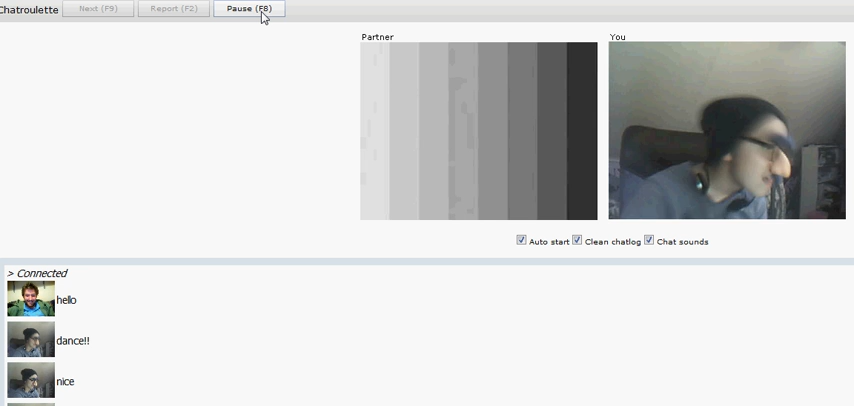 Chatroulette Next (F9) Report (F2) Pause (F8)
Partner You
Auto start Clean chatlog Chat sounds
> Connected
hello
dance!!
nice